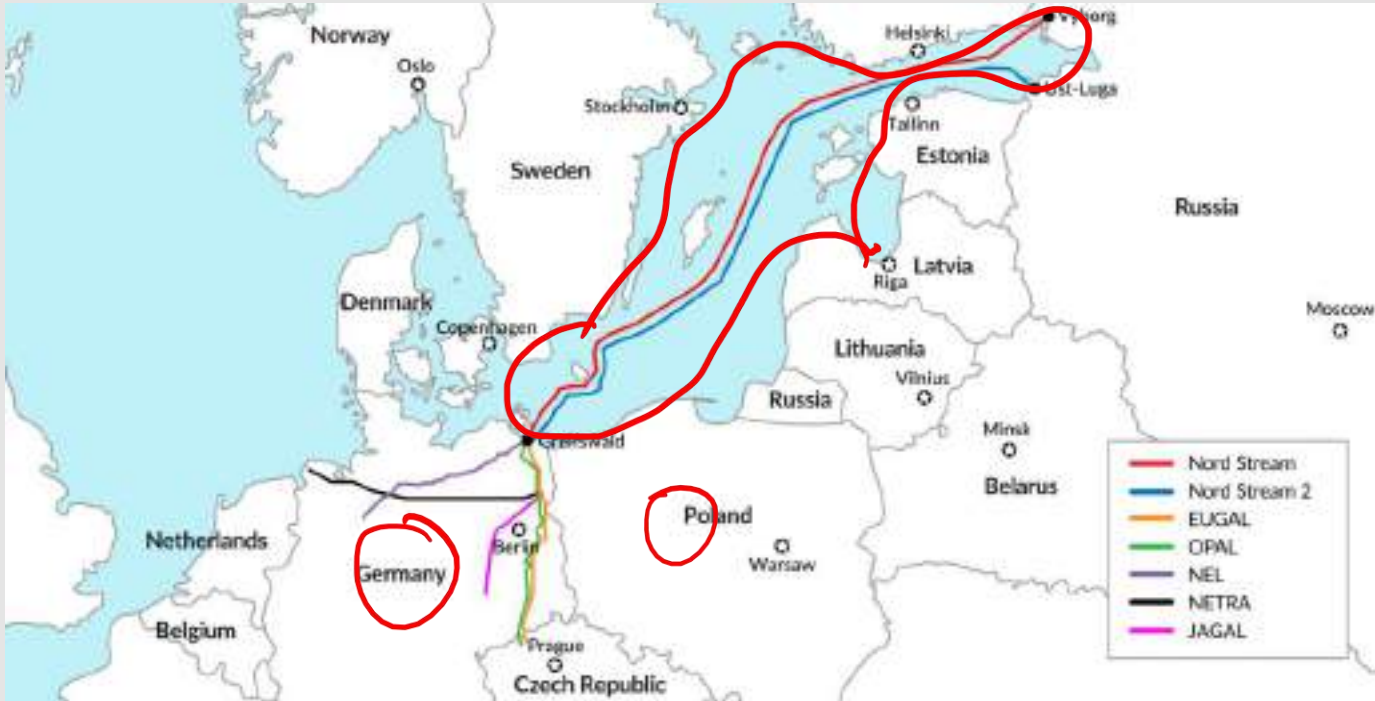 Vyborg
Norway
Helsinki
Oslo
Ust-Luga
Stockholm
Tallinn
Estonia
Sweden
Russia
Latvia
Riga
Denmark
Moscow
Copenhagen
Lithuania
Vilnius
Russia
Minsk
Greifswald
Belarus
Poland
Netherlands
Berlin
Warsaw
Germany
Belgium
Prague
Czech Republic
Nord Stream
Nord Stream 2
EUGAL
OPAL
NEL
NETRA
JAGAL